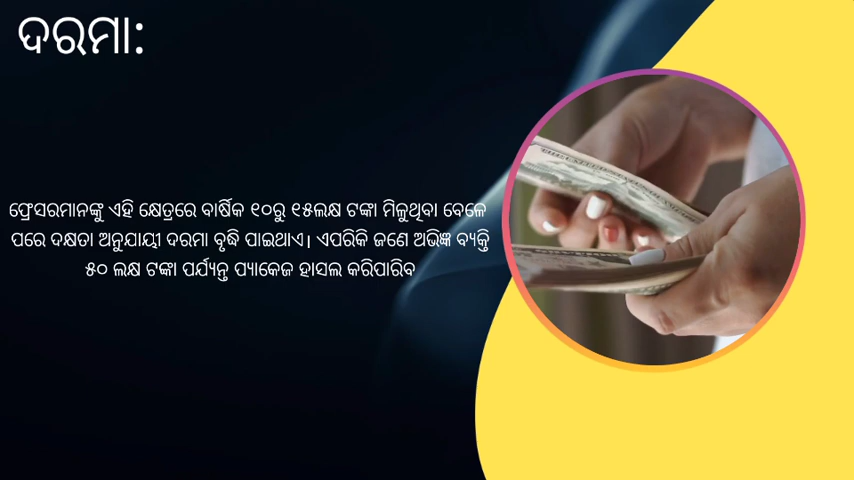 ଦରମା:
ଫ୍ରେସରମାନଙ୍କୁ ଏହି କ୍ଷେତ୍ରରେ ବାର୍ଷିକ ୧୦ରୁ ୧୫ଲକ୍ଷ ଟଙ୍କା ମିଳୁଥିବା ବେଳେ
ପରେ ଦକ୍ଷତା ଅନୁଯାୟୀ ଦରମା ବୃଦ୍ଧି ପାଇଥାଏ। ଏପରିକି ଜଣେ ଅଭିଜ୍ଞ ବ୍ୟକ୍ତି
୫୦ ଲକ୍ଷ ଟଙ୍କା ପର୍ଯ୍ୟନ୍ତ ପ୍ୟାକେଜ ହାସଲ କରିପାରିବ